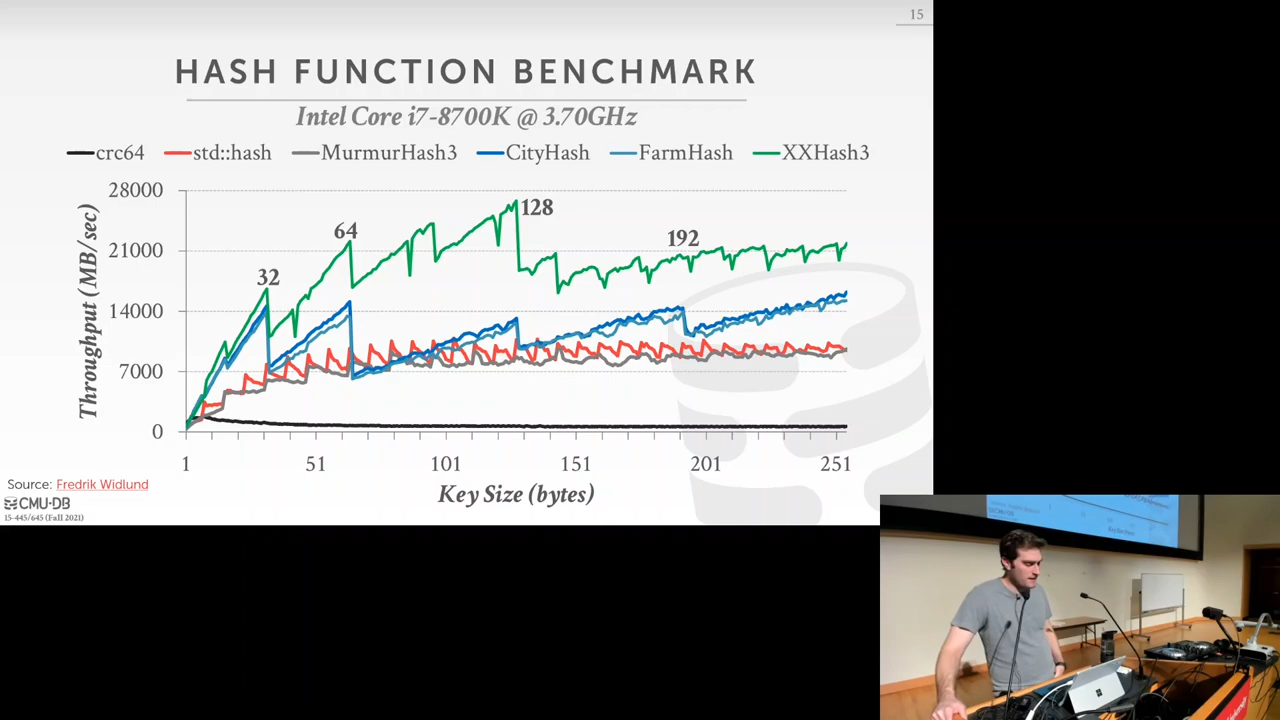 15
HASH FUNCTION BENCHMARK
Intel Core i7-8700K @ 3.70GHz
crc64 std::hash MurmurHash3 CityHash FarmHash XXHash3
Throughput (MB/sec)
28000
21000
14000
7000
0
32
64
128
192
1 51 101 151 201 251
Key Size (bytes)
Source: Fredrik Widlund
CMU·DB
15-445/645 (Fall 2021)